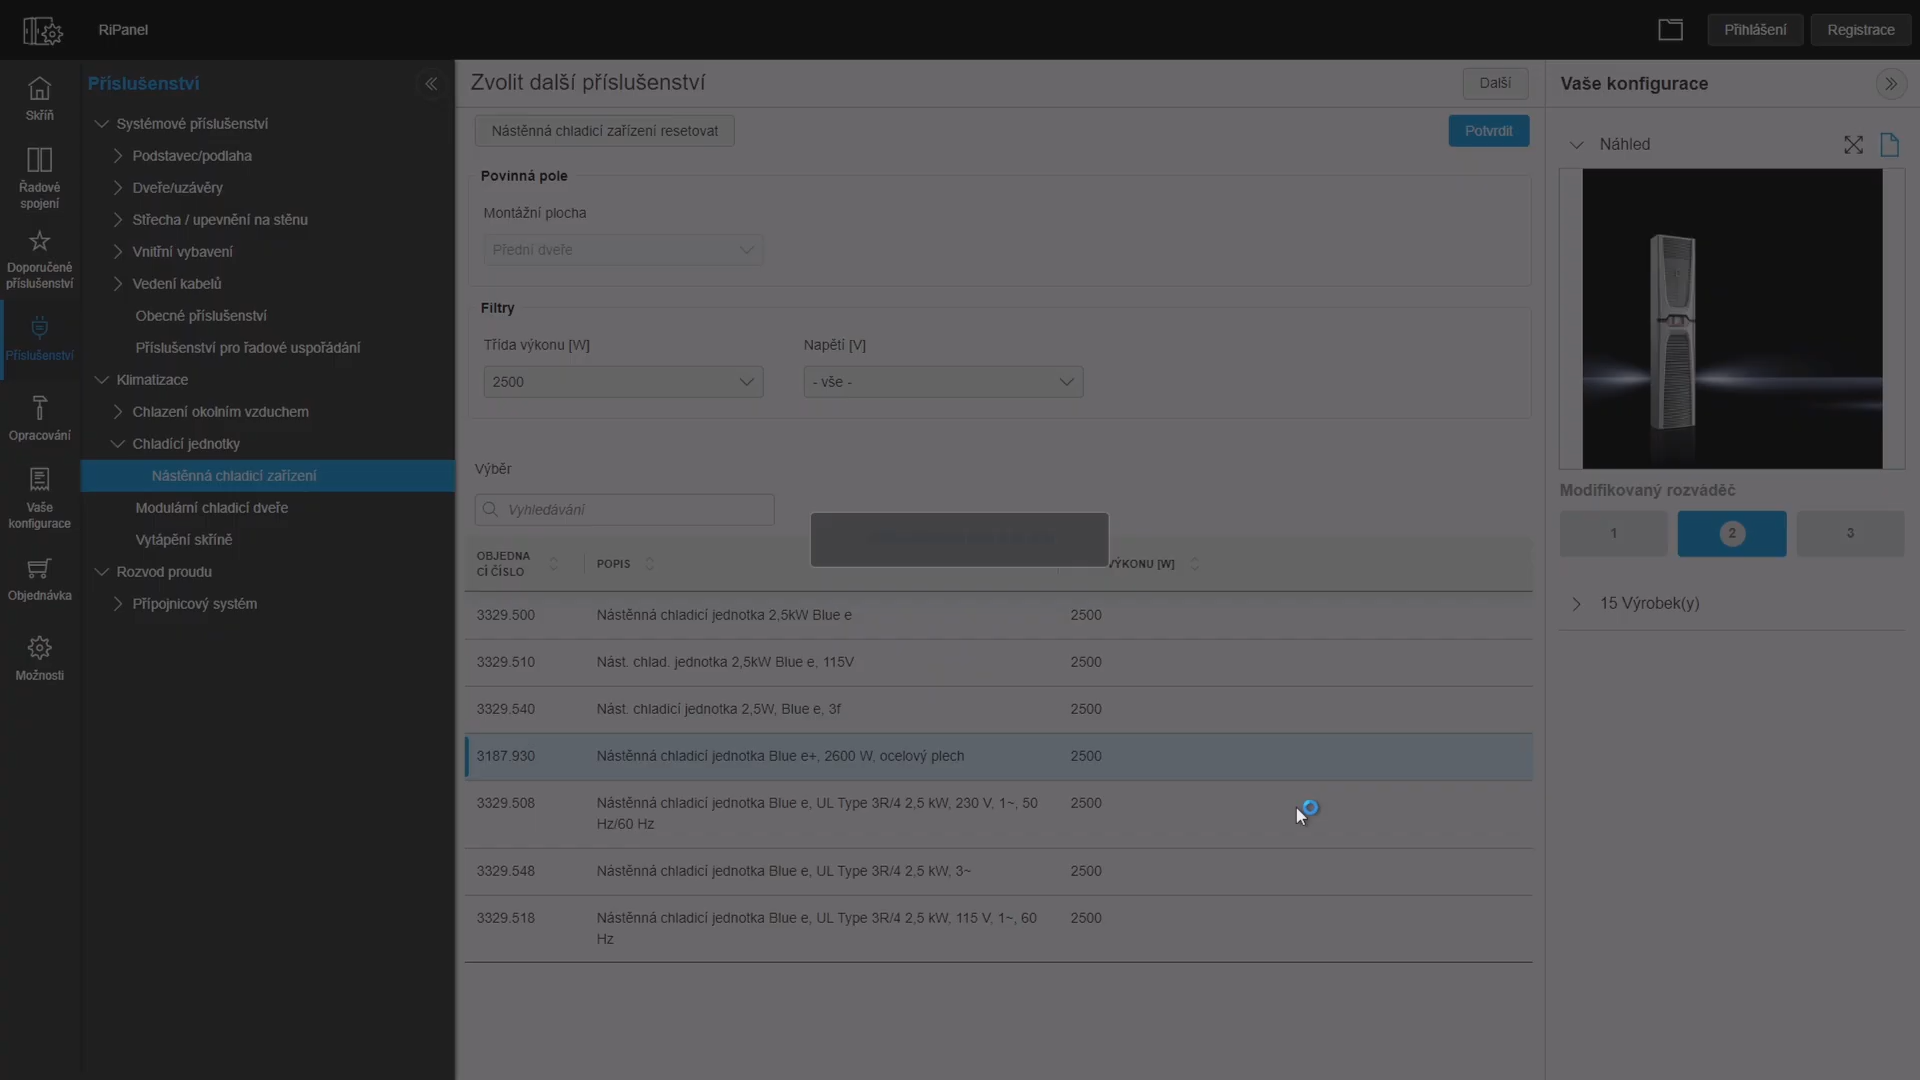 RiPanel
Přihlášení
Registrace
Skříň
Řadové
spojení
Doporučené
příslušenství
Příslušenství
Opracování
Vaše
konfigurace
Objednávka
Možnosti
Příslušenství
Systémové příslušenství
Podstavec/podlaha
Dveře/uzávěry
Střecha / upevnění na stěnu
Vnitřní vybavení
Vedení kabelů
Obecné příslušenství
Příslušenství pro řadové uspořádání
Klimatizace
Chlazení okolním vzduchem
Chladící jednotky
Nástěnná chladicí zařízení
Modulární chladicí dveře
Vytápění skříně
Rozvod proudu
Přípojnicový systém
Zvolit další příslušenství
Další
Nástěnná chladicí zařízení resetovat
Potvrdit
Povinná pole
Montážní plocha
Přední dveře
Filtry
Třída výkonu [W]
Napětí [V]
2500
- vše -
Výběr
Vyhledávání
OBJEDNA
CÍ ČÍSLO
POPIS
VÝKONU [W]
3329.500 Nástěnná chladicí jednotka 2,5kW Blue e 2500
3329.510 Nást. chlad. jednotka 2,5kW Blue e, 115V 2500
3329.540 Nást. chladicí jednotka 2,5W, Blue e, 3f 2500
3187.930 Nástěnná chladicí jednotka Blue e+, 2600 W, ocelový plech 2500
3329.508 Nástěnná chladicí jednotka Blue e, UL Type 3R/4 2,5 kW, 230 V, 1~, 50 2500
Hz/60 Hz
3329.548 Nástěnná chladicí jednotka Blue e, UL Type 3R/4 2,5 kW, 3~ 2500
3329.518 Nástěnná chladicí jednotka Blue e, UL Type 3R/4 2,5 kW, 115 V, 1~, 60 2500
Hz
Vaše konfigurace
Náhled
Modifikovaný rozváděč
1
2
3
15 Výrobek(y)